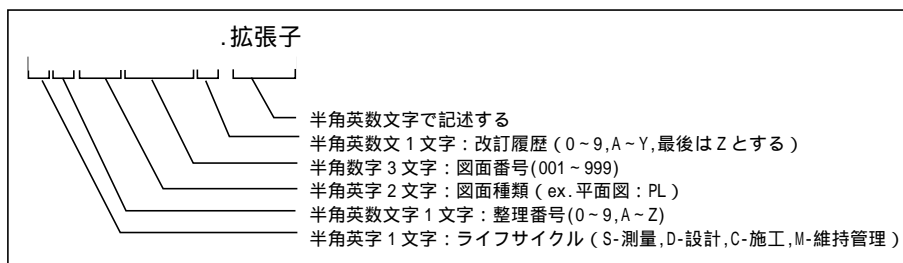 .拡張子
半角英数文字で記述する
半角英数文 1 文字：改訂履歴（0～9,A～Y,最後は Z とする）
半角数字 3 文字：図面番号(001～999)
半角英字 2 文字：図面種類（ex.平面図：PL）
半角英数文字 1 文字：整理番号(0～9,A～Z)
半角英字 1 文字：ライフサイクル（S-測量,D-設計,C-施工,M-維持管理）